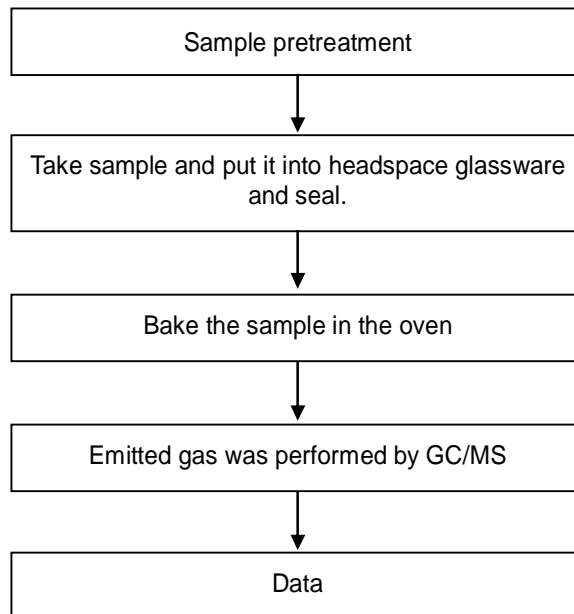 Sample pretreatment
Take sample and put it into headspace glassware
and seal.
Bake the sample in the oven
Emitted gas was performed by GC/MS
Data